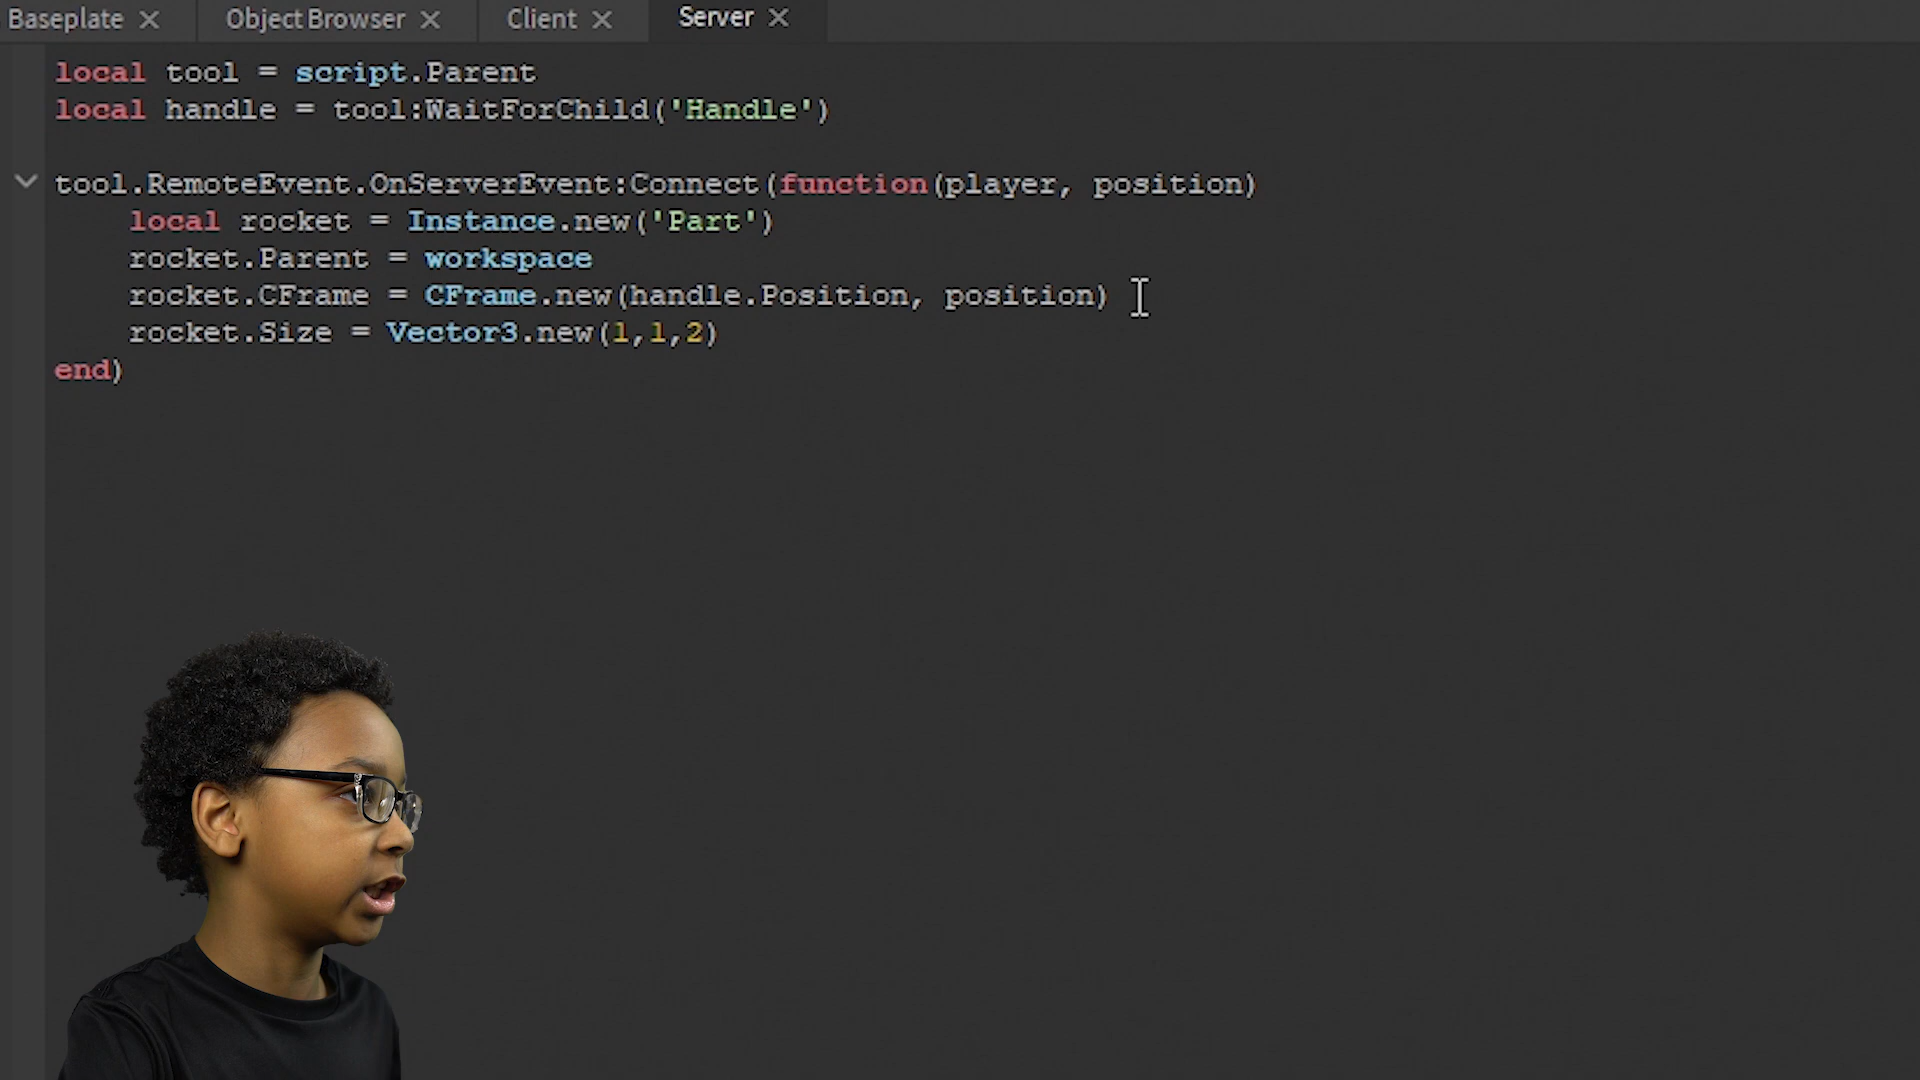 Baseplate Object Browser Client Server
local tool = script.Parent
local handle = tool:WaitForChild('Handle')
tool.RemoteEvent.OnServerEvent:Connect(function(player, position)
local rocket = Instance.new('Part')
rocket.Parent = workspace
rocket.CFrame = CFrame.new(handle.Position, position)
rocket.Size = Vector3.new(1,1,2)
end)